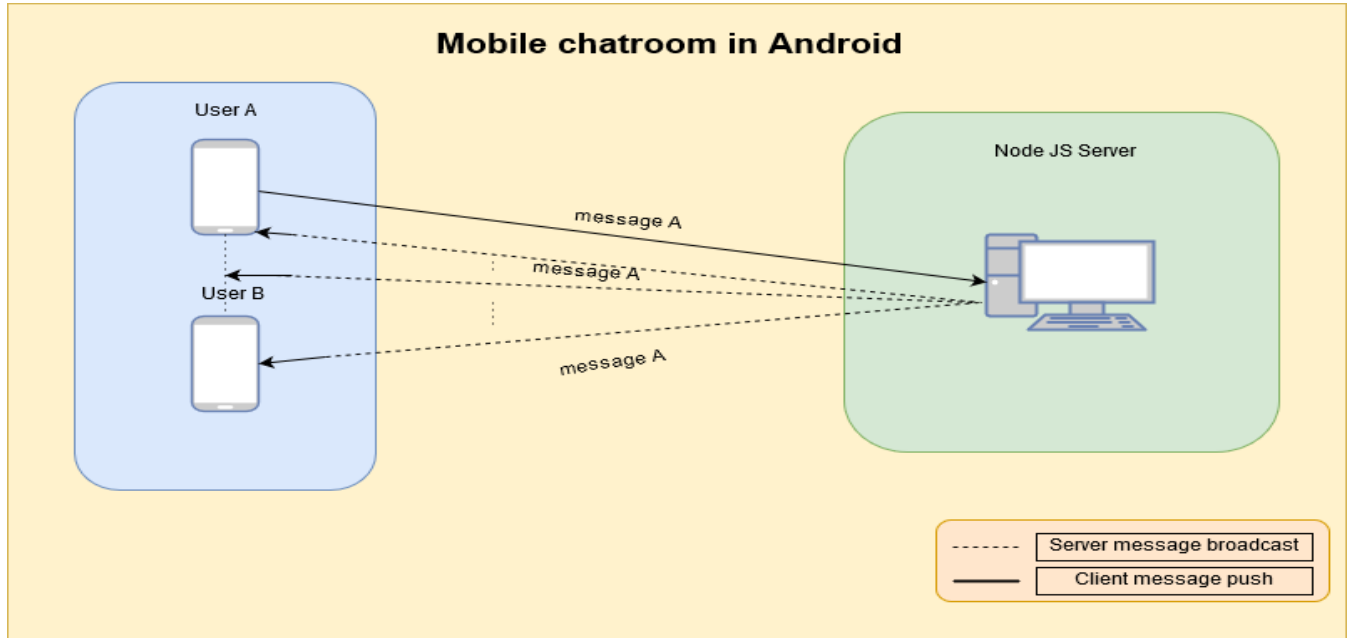 Mobile chatroom in Android
User A
Node JS Server
message A
message A
User B
message A
Server message broadcast
Client message push